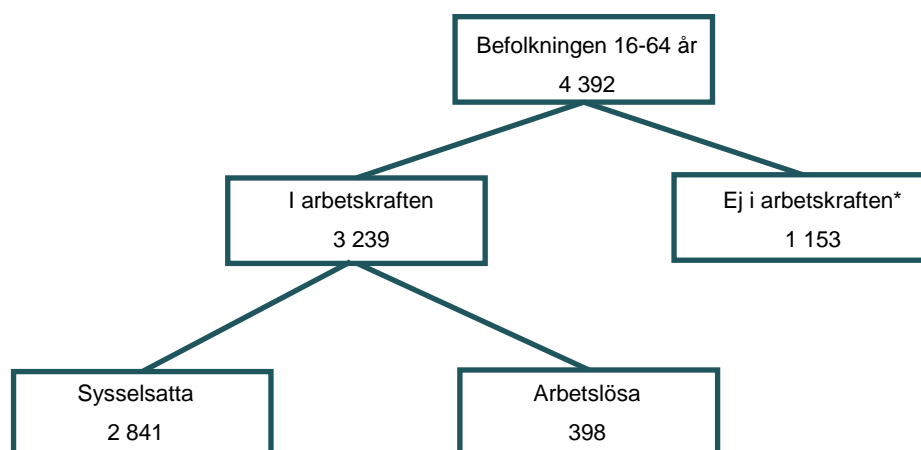 Befolkningen 16-64 år
4 392
I arbetskraften
3 239
Ej i arbetskraften*
1 153
Sysselsatta
2 841
Arbetslösa
398